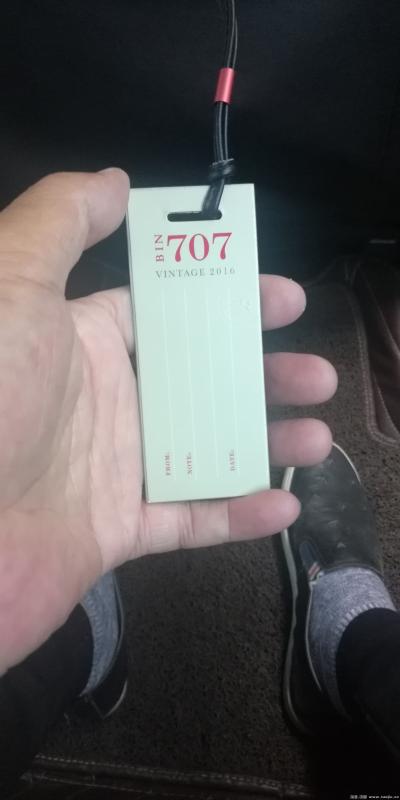 BIN 707
VINTAGE 2016
FROM:
NOTE:
DATE: